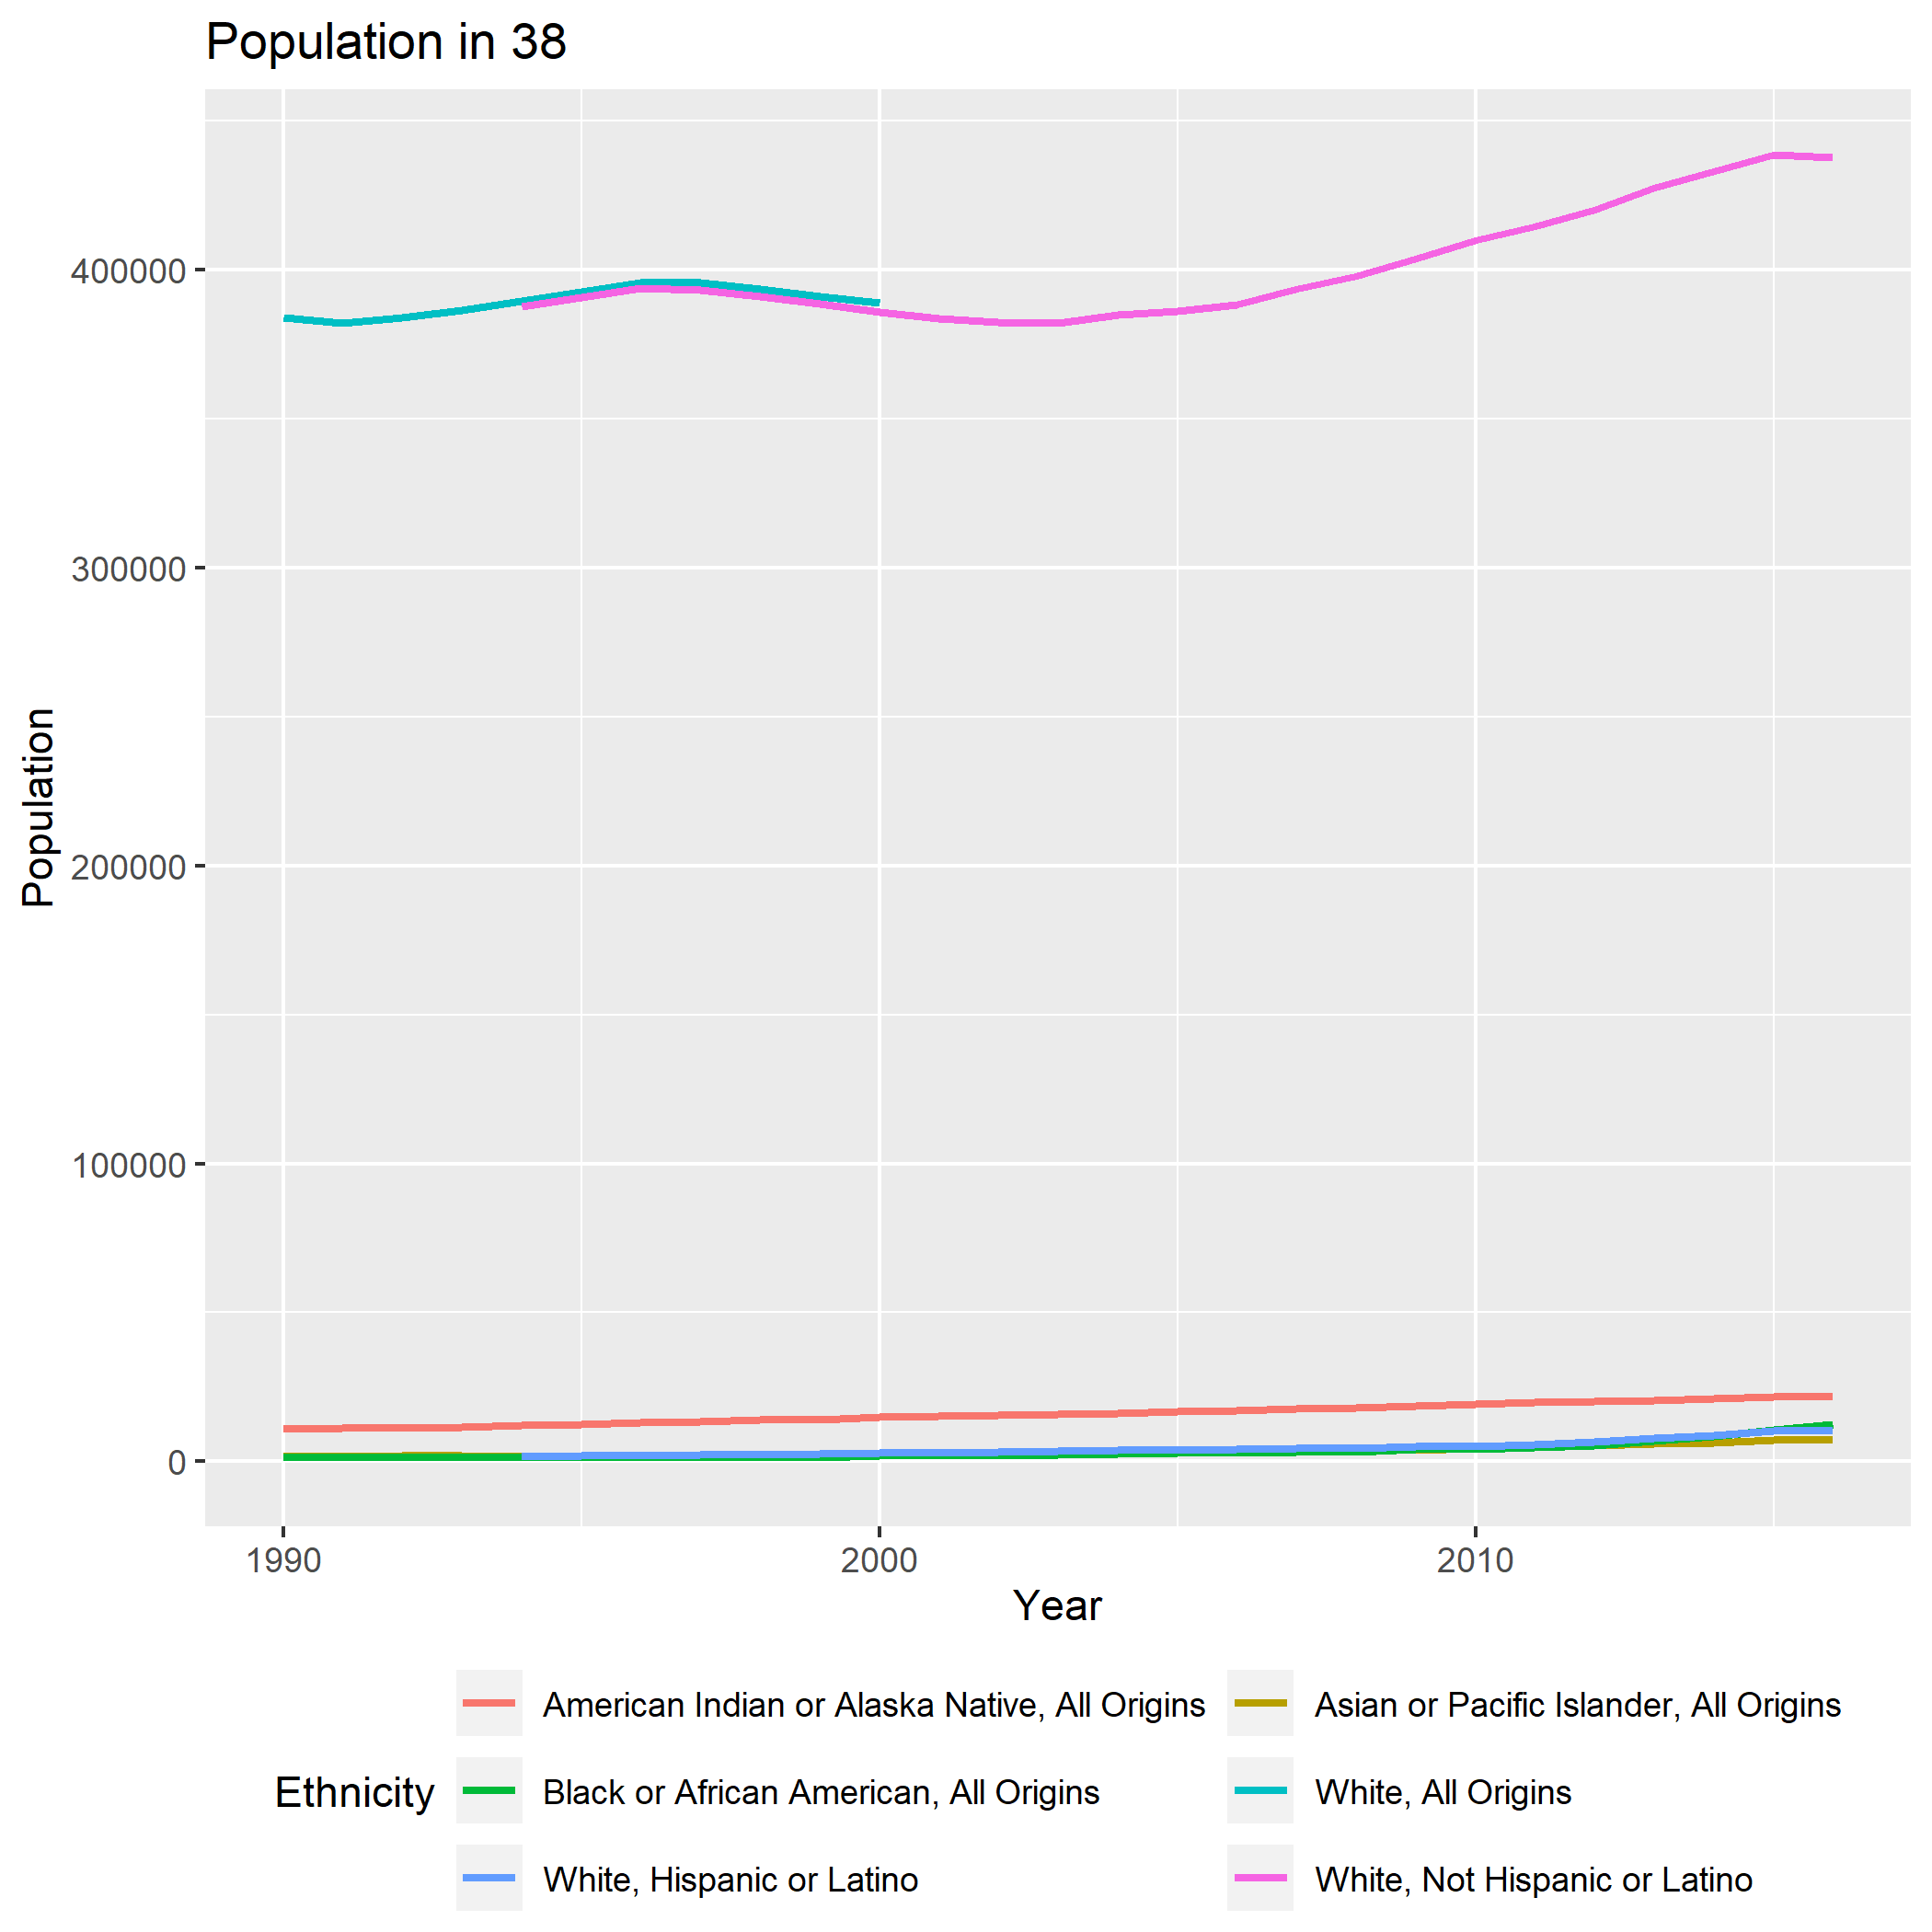 Population in 38
Population
400000
300000
200000
100000
0
1990 2000 2010
Year
Ethnicity
American Indian or Alaska Native, All Origins
Asian or Pacific Islander, All Origins
Black or African American, All Origins
White, All Origins
White, Hispanic or Latino
White, Not Hispanic or Latino